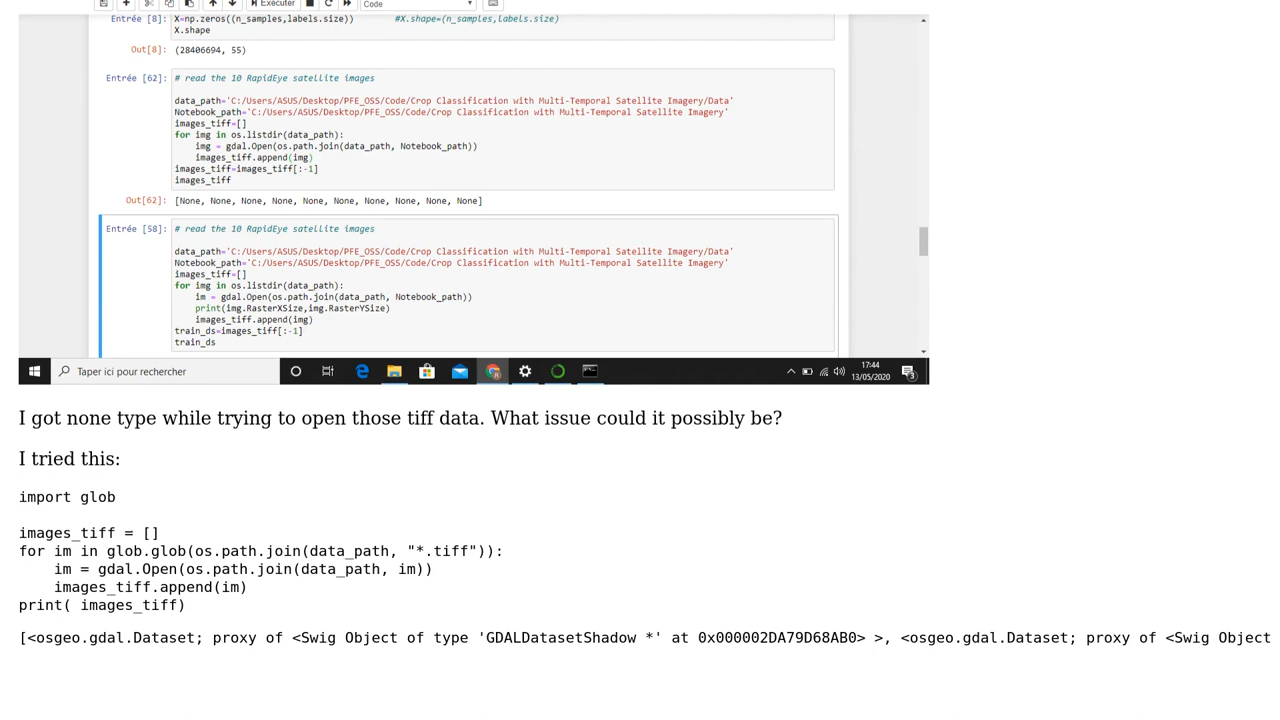 Exécuter
Code
Entrée [8]: X=np.zeros((n_samples,labels.size)) #X.shape=(n_samples,labels.size)
X.shape
Out[8]: (28406694, 55)
Entrée [62]: # read the 10 RapidEye satellite images
data_path='C:/Users/ASUS/Desktop/PFE_OSS/Code/Crop Classification with Multi-Temporal Satellite Imagery/Data'
Notebook_path='C:/Users/ASUS/Desktop/PFE_OSS/Code/Crop Classification with Multi-Temporal Satellite Imagery'
images_tiff=[]
for img in os.listdir(data_path):
    img = gdal.Open(os.path.join(data_path, Notebook_path))
    images_tiff.append(img)
images_tiff=images_tiff[:-1]
images_tiff
Out[62]: [None, None, None, None, None, None, None, None, None, None]
Entrée [58]: # read the 10 RapidEye satellite images
data_path='C:/Users/ASUS/Desktop/PFE_OSS/Code/Crop Classification with Multi-Temporal Satellite Imagery/Data'
Notebook_path='C:/Users/ASUS/Desktop/PFE_OSS/Code/Crop Classification with Multi-Temporal Satellite Imagery'
images_tiff=[]
for img in os.listdir(data_path):
    im = gdal.Open(os.path.join(data_path, Notebook_path))
    print(img.RasterXSize,img.RasterYSize)
    images_tiff.append(img)
train_ds=images_tiff[:-1]
train_ds
Taper ici pour rechercher
17:44
13/05/2020
3
I got none type while trying to open those tiff data. What issue could it possibly be?
I tried this:
import glob
images_tiff = []
for im in glob.glob(os.path.join(data_path, "*.tiff")):
    im = gdal.Open(os.path.join(data_path, im))
    images_tiff.append(im)
print( images_tiff)
[<osgeo.gdal.Dataset; proxy of <Swig Object of type 'GDALDatasetShadow *' at 0x000002DA79D68AB0> >, <osgeo.gdal.Dataset; proxy of <Swig Object